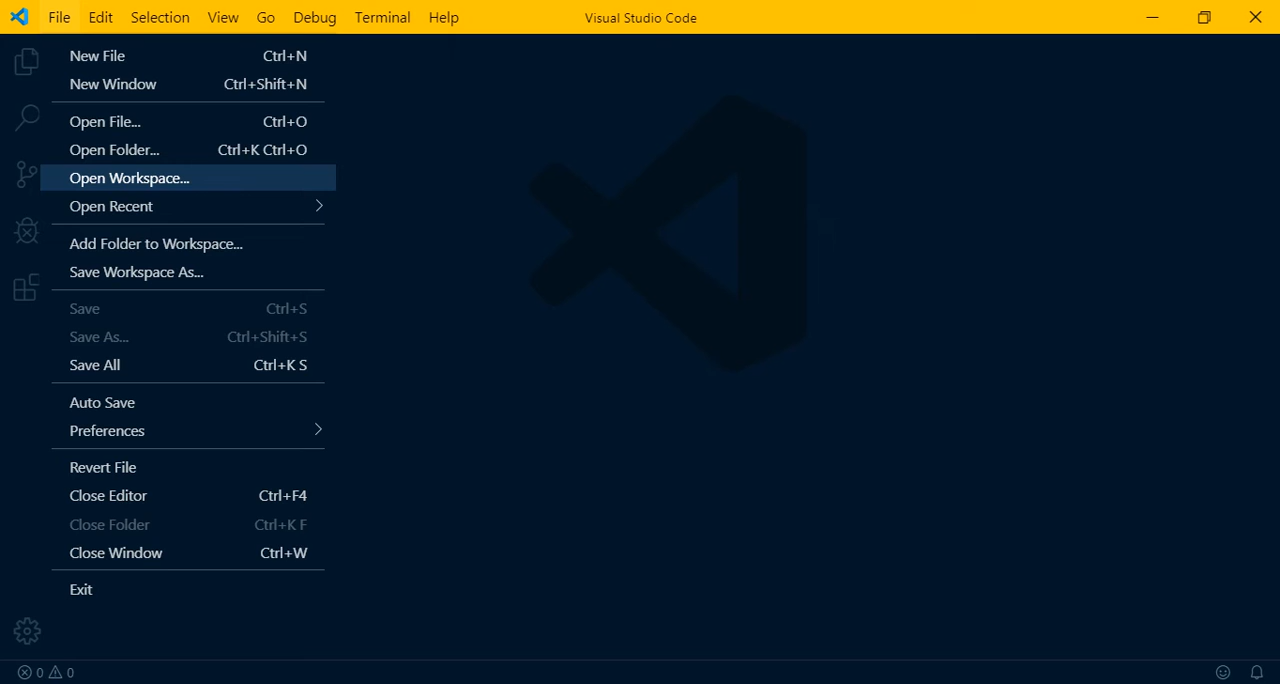 File Edit Selection View Go Debug Terminal Help Visual Studio Code
New File Ctrl+N
New Window Ctrl+Shift+N
Open File... Ctrl+O
Open Folder... Ctrl+K Ctrl+O
Open Workspace...
Open Recent
Add Folder to Workspace...
Save Workspace As...
Save Ctrl+S
Save As... Ctrl+Shift+S
Save All Ctrl+K S
Auto Save
Preferences
Revert File
Close Editor Ctrl+F4
Close Folder Ctrl+K F
Close Window Ctrl+W
Exit
0 0